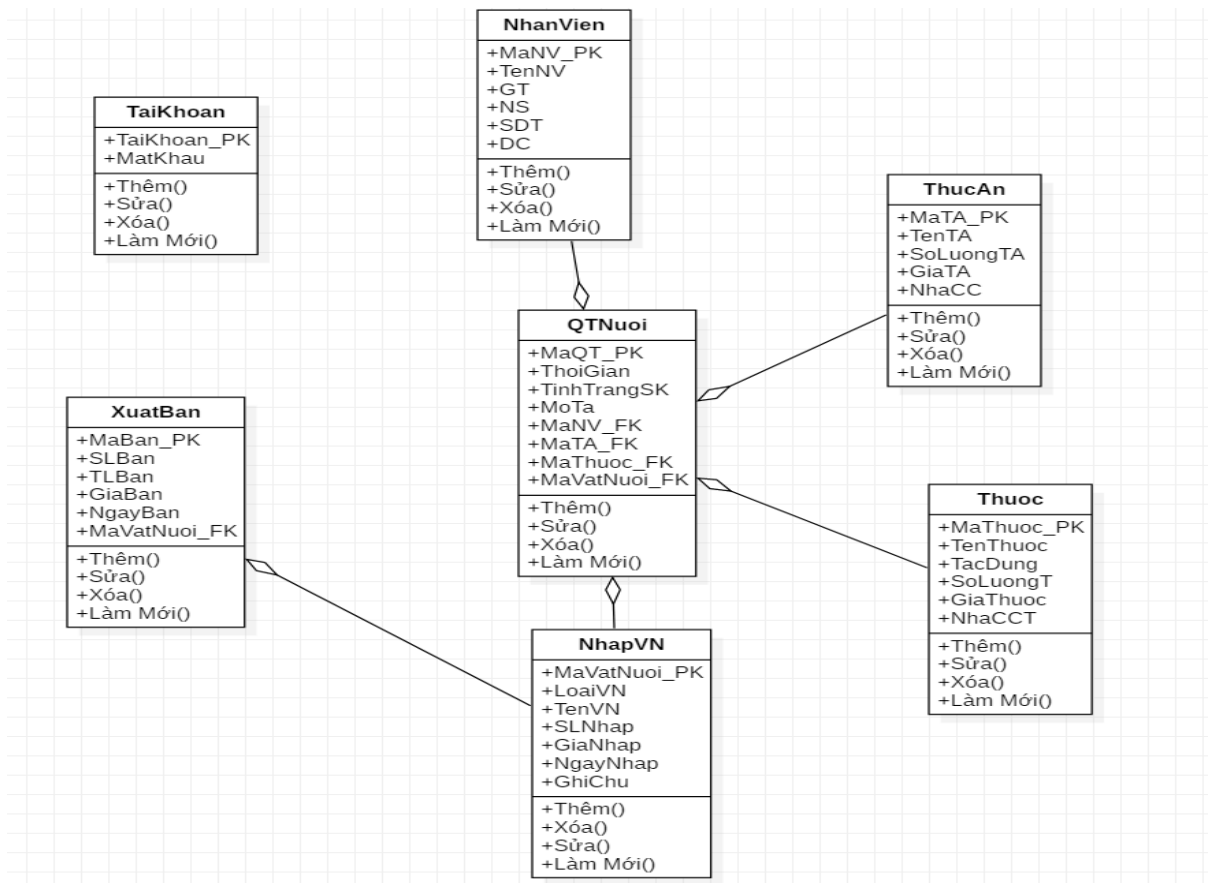 NhanVien
+MaNV_PK
+TenNV
+GT
+NS
+SDT
+DC
+Thêm()
+Sửa()
+Xóa()
+Làm Mới()
TaiKhoan
+TaiKhoan_PK
+MatKhau
+Thêm()
+Sửa()
+Xóa()
+Làm Mới()
ThucAn
+MaTA_PK
+TenTA
+SoLuongTA
+GiaTA
+NhaCC
+Thêm()
+Sửa()
+Xóa()
+Làm Mới()
QTNuoi
+MaQT_PK
+ThoiGian
+TinhTrangSK
+MoTa
+MaNV_FK
+MaTA_FK
+MaThuoc_FK
+MaVatNuoi_FK
+Thêm()
+Sửa()
+Xóa()
+Làm Mới()
XuatBan
+MaBan_PK
+SLBan
+TLBan
+GiaBan
+NgayBan
+MaVatNuoi_FK
+Thêm()
+Sửa()
+Xóa()
+Làm Mới()
Thuoc
+MaThuoc_PK
+TenThuoc
+TacDung
+SoLuongT
+GiaThuoc
+NhaCCT
+Thêm()
+Sửa()
+Xóa()
+Làm Mới()
NhapVN
+MaVatNuoi_PK
+LoaiVN
+TenVN
+SLNhap
+GiaNhap
+NgayNhap
+GhiChu
+Thêm()
+Xóa()
+Sửa()
+Làm Mới()